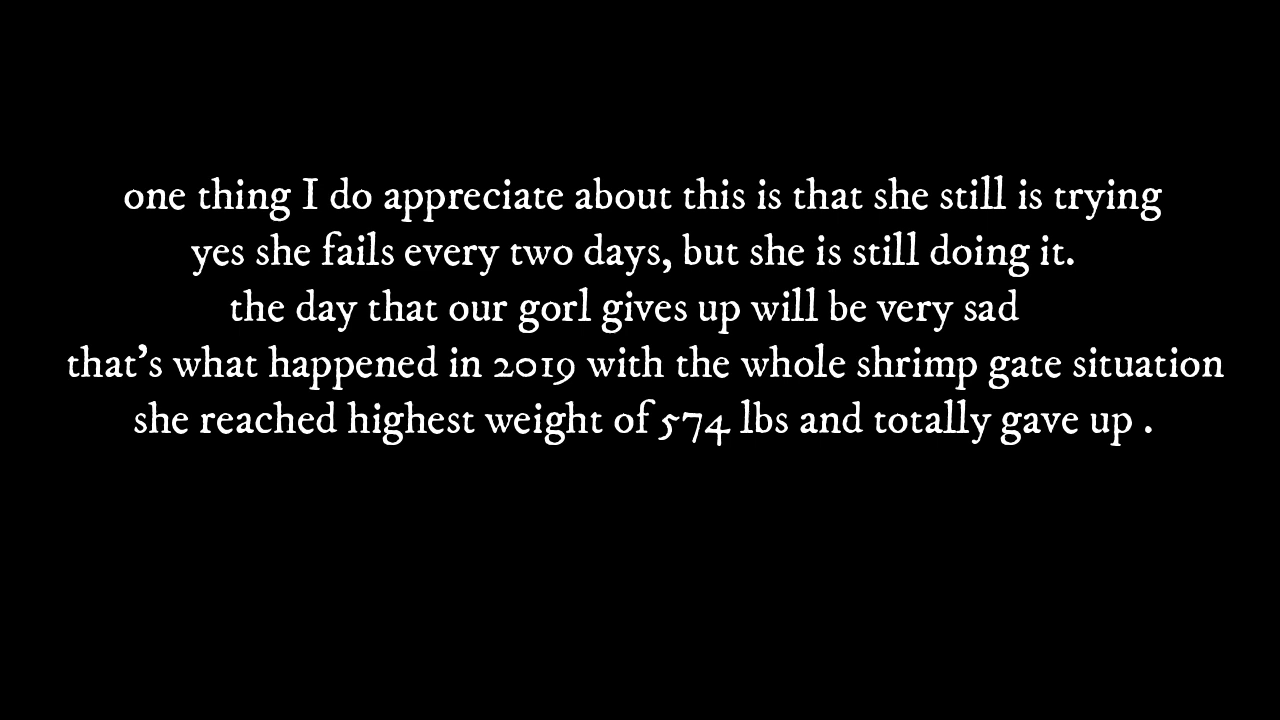 one thing I do appreciate about this is that she still is trying
yes she fails every two days, but she is still doing it.
the day that our gorl gives up will be very sad
that’s what happened in 2019 with the whole shrimp gate situation
she reached highest weight of 574 lbs and totally gave up .